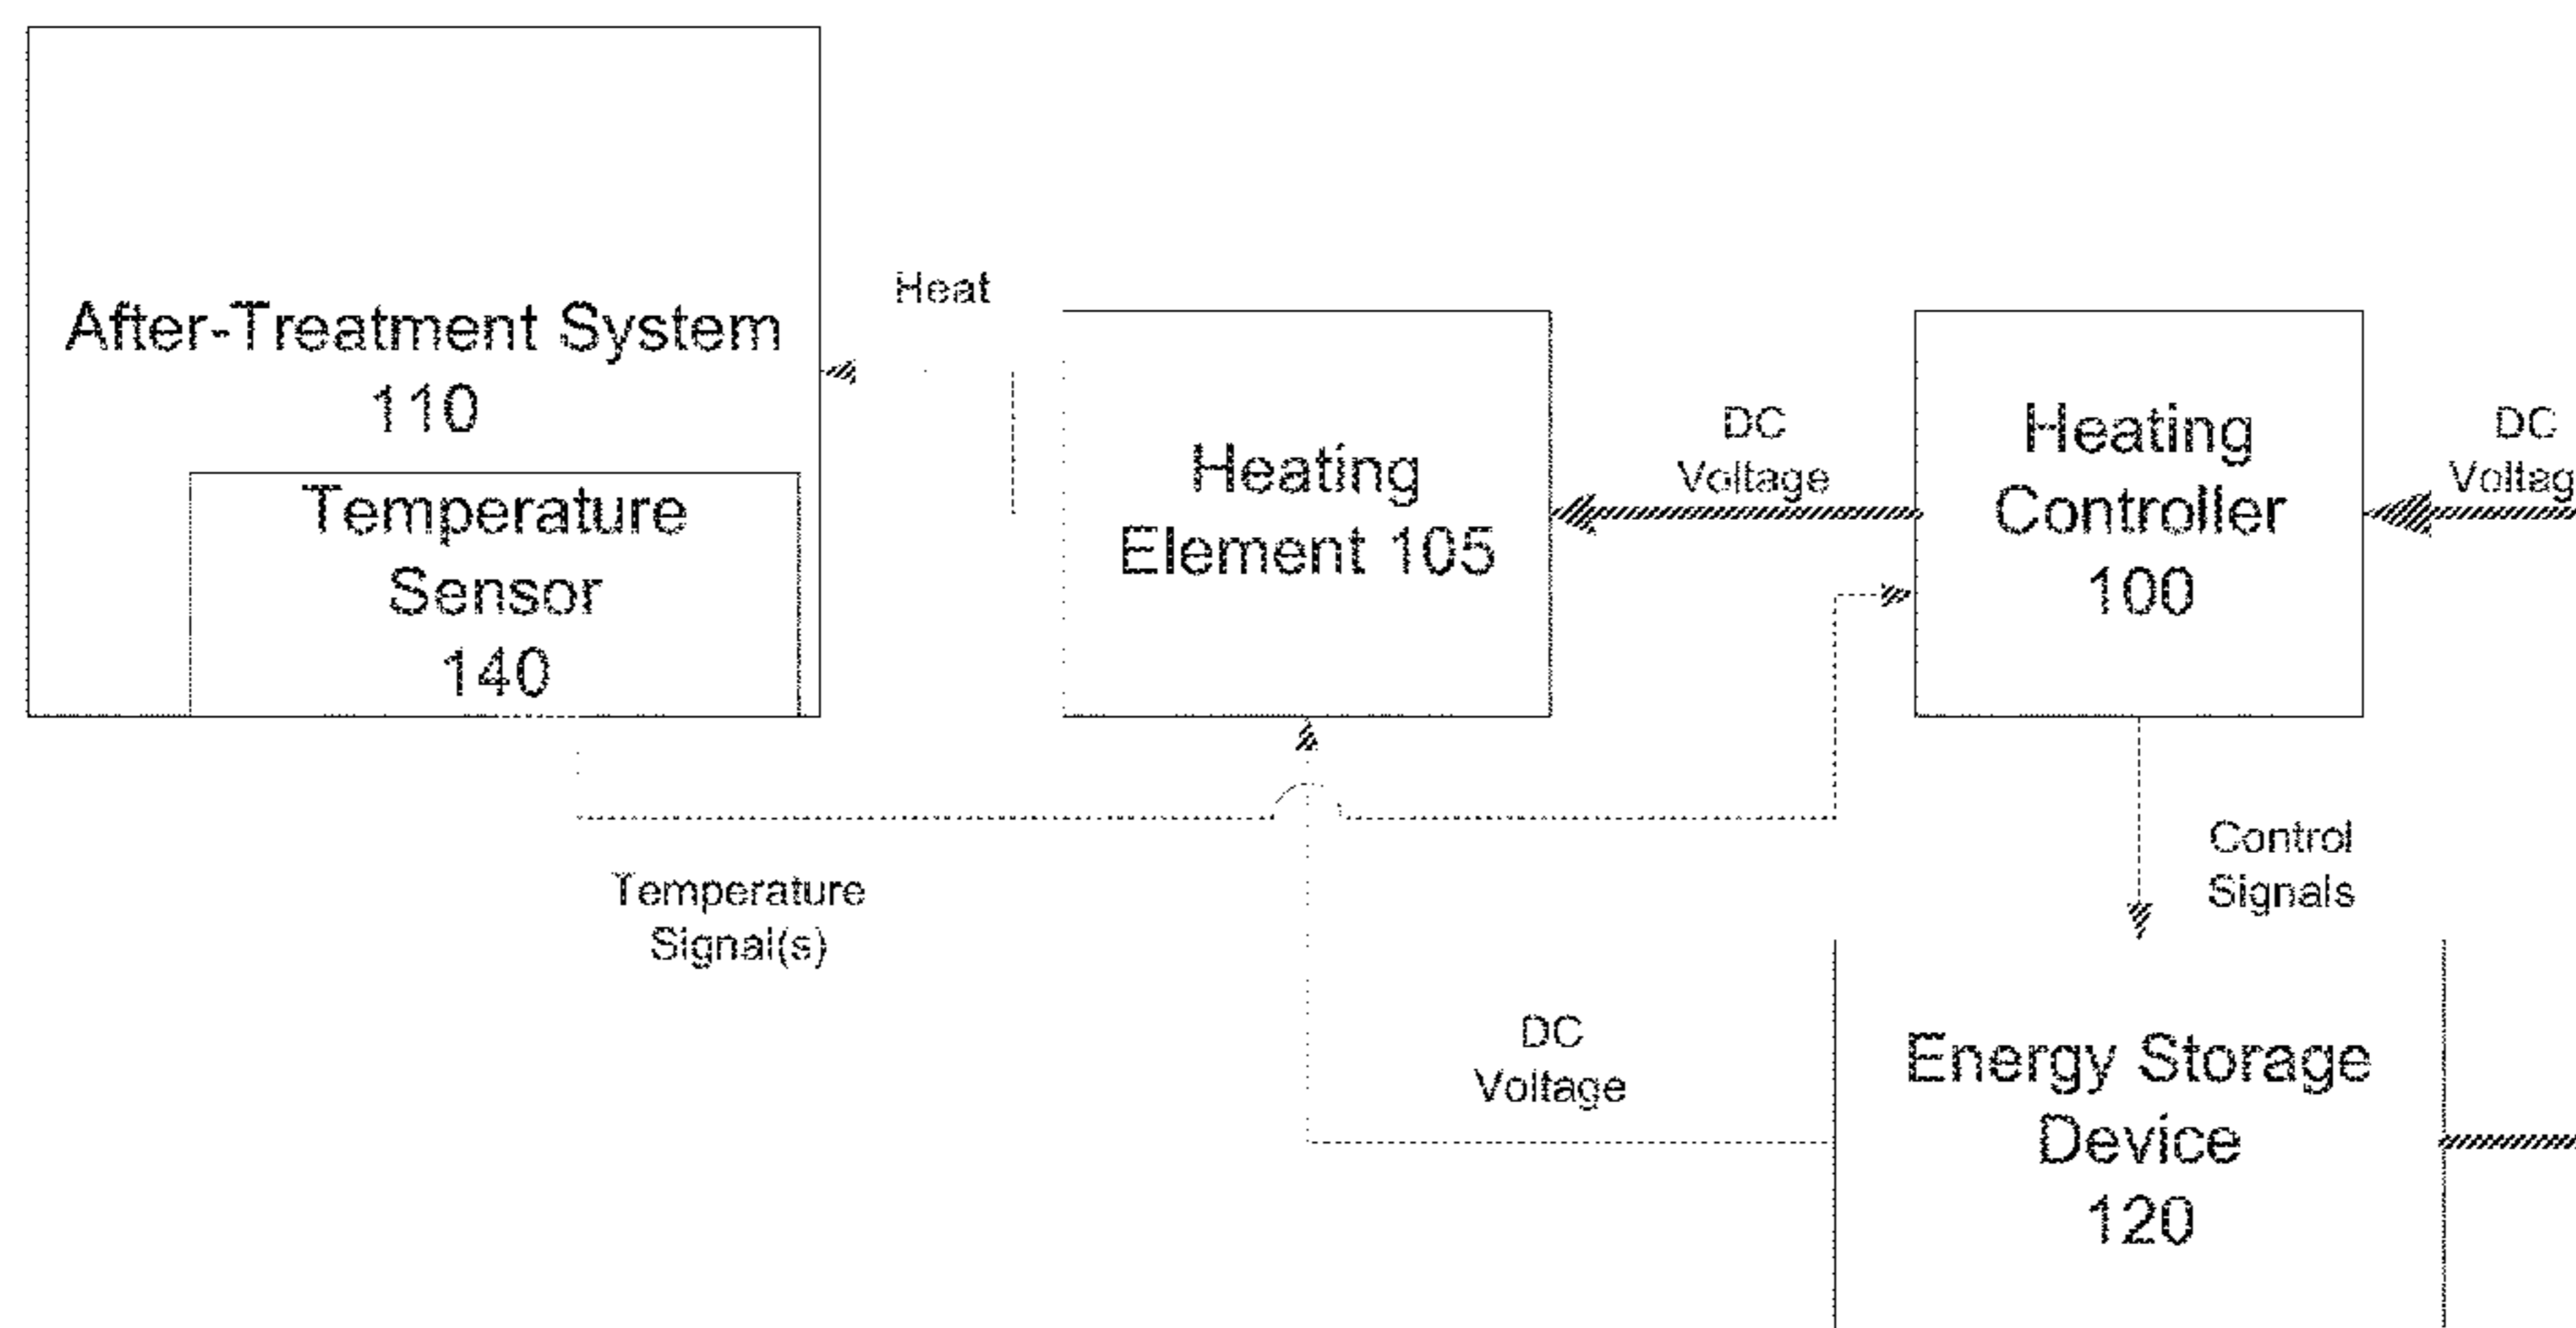 After-Treatment System
110
Temperature
Sensor
140
Heat
Heating
Element 105
DC
Voltage
Heating
Controller
100
DC
Voltag
Temperature
Signal(s)
Control
Signals
DC
Voltage
Energy Storage
Device
120